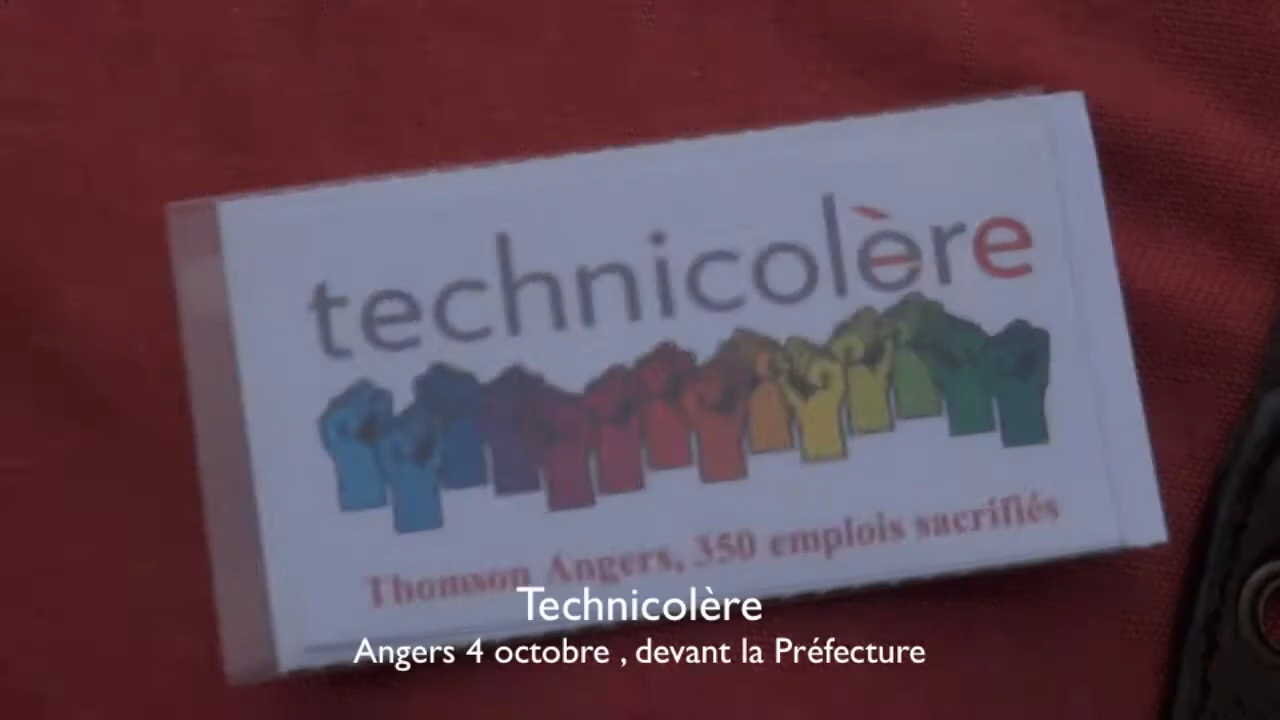 technicolère
Thomson Angers, 350 emplois sacrifiés
Technicolère
Angers 4 octobre , devant la Préfecture